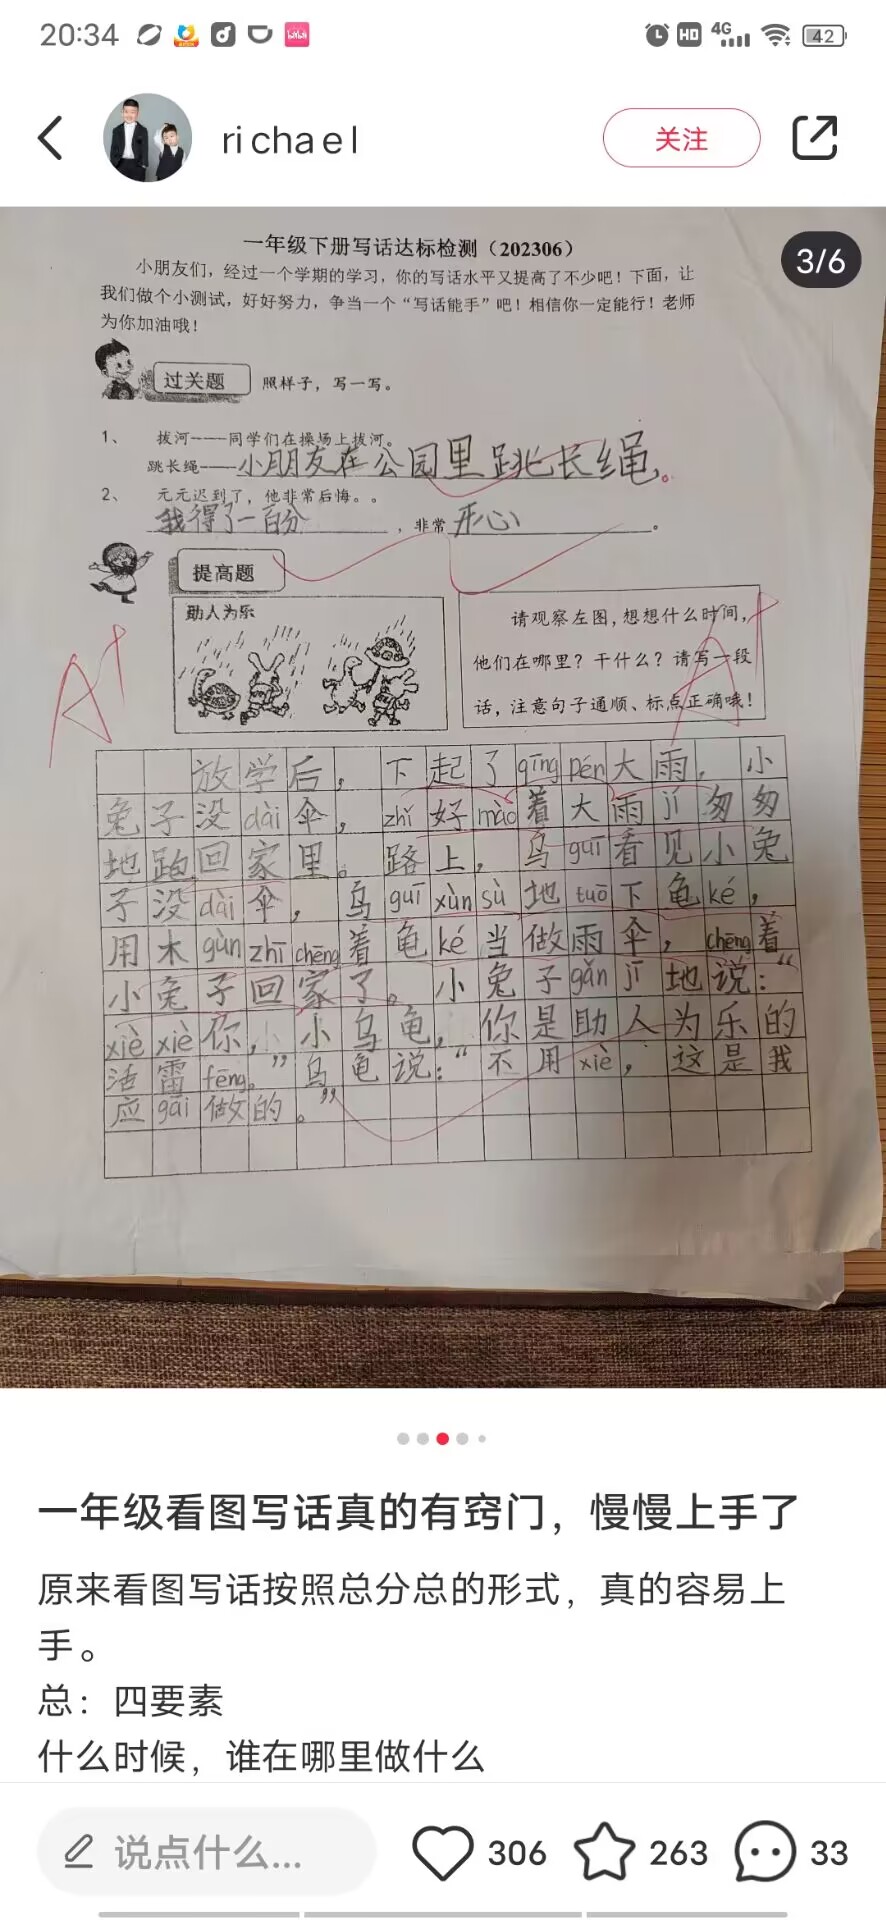 20:34
HD
4G
42
richael
关注
3/6
一年级下册写话达标检测（202306）
小朋友们，经过一个学期的学习，你的写话水平又提高了不少吧！下面，让
我们做个小测试，好好努力，争当一个“写话能手”吧！相信你一定能行！老师
为你加油哦！
过关题 照样子，写一写。
1、 拔河——同学们在操场上拔河。
跳长绳——小朋友在公园里跳长绳。
2、 元元迟到了，他非常后悔。。
我得了一百分，非常开心。
提高题
助人为乐
请观察左图，想想什么时间，
他们在哪里？干什么？请写一段
话，注意句子通顺、标点正确哦！
A+
A+
放学后，下起了qīng pén大雨，小
兔子没dài伞，zhǐ好mào着大雨jí匆匆
地跑回家里。路上，乌guī看见小兔
子没dài伞，乌guī xùn sù地tuō下龟ké，
用木gùn zhī chēng着龟ké当做雨伞，chēng着
小兔子回家了。小兔子gǎn jī地说：“
xiè xiè你，小乌龟，你是助人为乐的
活雷fēng。”乌龟说：“不用xiè，这是我
应gāi做的。”
一年级看图写话真的有窍门，慢慢上手了
原来看图写话按照总分总的形式，真的容易上
手。
总：四要素
什么时候，谁在哪里做什么
说点什么...
306
263
33